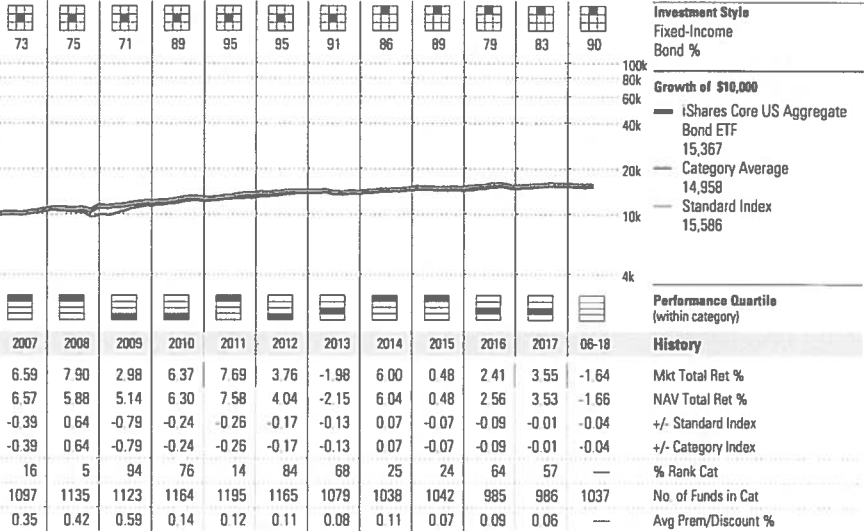 Investment Style
Fixed-Income
Bond %
73 75 71 89 95 95 91 86 89 79 83 90
100k
80k
60k
40k
20k
10k
4k
Growth of $10,000
iShares Core US Aggregate
Bond ETF
15,367
Category Average
14,958
Standard Index
15,586
Performance Quartile
(within category)
2007 2008 2009 2010 2011 2012 2013 2014 2015 2016 2017 06-18 History
6.59 7.90 2.98 6.37 7.69 3.76 -1.98 6.00 0.48 2.41 3.55 -1.64 Mkt Total Ret %
6.57 5.88 5.14 6.30 7.58 4.04 -2.15 6.04 0.48 2.56 3.53 -1.66 NAV Total Ret %
-0.39 0.64 -0.79 -0.24 -0.26 -0.17 -0.13 0.07 -0.07 -0.09 -0.01 -0.04 +/- Standard Index
-0.39 0.64 -0.79 -0.24 -0.26 -0.17 -0.13 0.07 -0.07 -0.09 -0.01 -0.04 +/- Category Index
16 5 94 76 14 84 68 25 24 64 57 — % Rank Cat
1097 1135 1123 1164 1195 1165 1079 1038 1042 985 986 1037 No. of Funds in Cat
0.35 0.42 0.59 0.14 0.12 0.11 0.08 0.11 0.07 0.09 0.06 — Avg Prem/Discount %